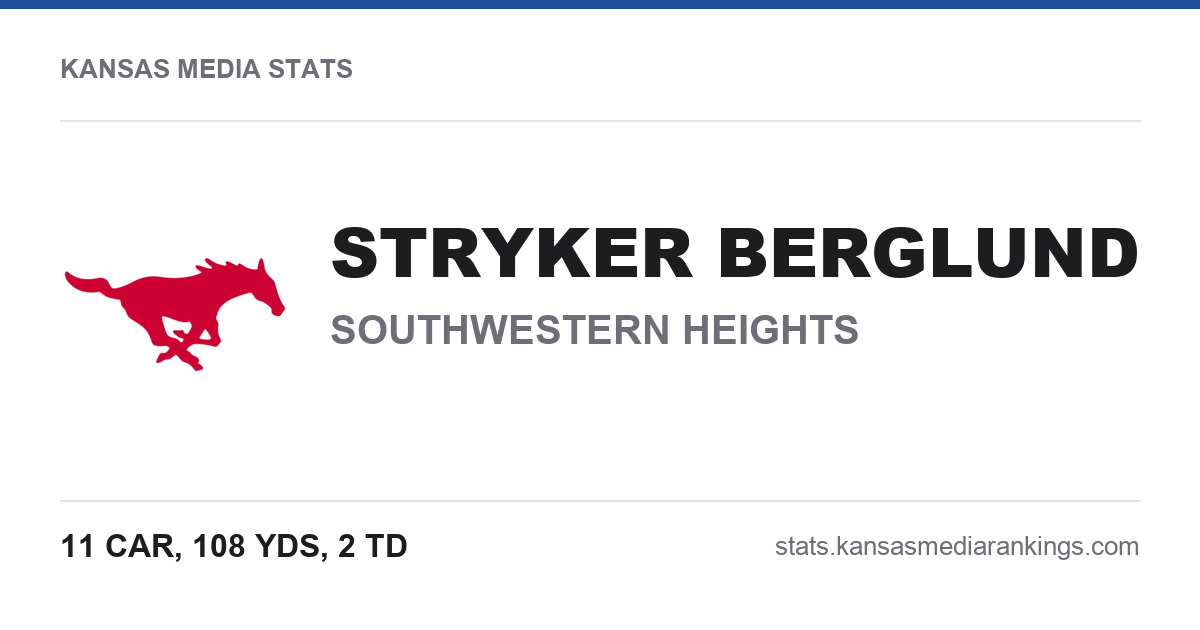 KANSAS MEDIA STATS
STRYKER BERGLUND
SOUTHWESTERN HEIGHTS
11 CAR, 108 YDS, 2 TD
stats.kansasmediarankings.com